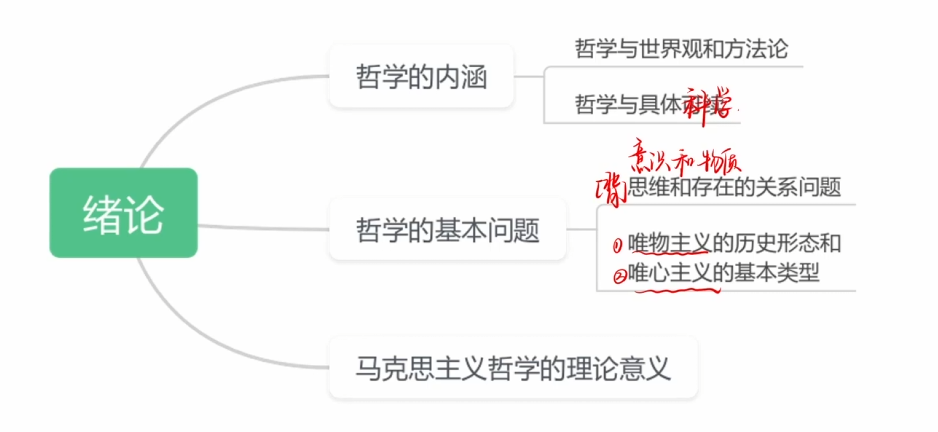 哲学与世界观和方法论
哲学的内涵
哲学与具体科学
意识和物质
绪论
思维和存在的关系问题
哲学的基本问题
①唯物主义的历史形态和
②唯心主义的基本类型
马克思主义哲学的理论意义